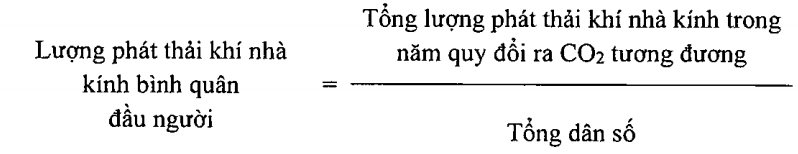 Lượng phát thải khí nhà
kính bình quân
đầu người
=
Tổng lượng phát thải khí nhà kính trong
năm quy đổi ra CO₂ tương đương
Tổng dân số